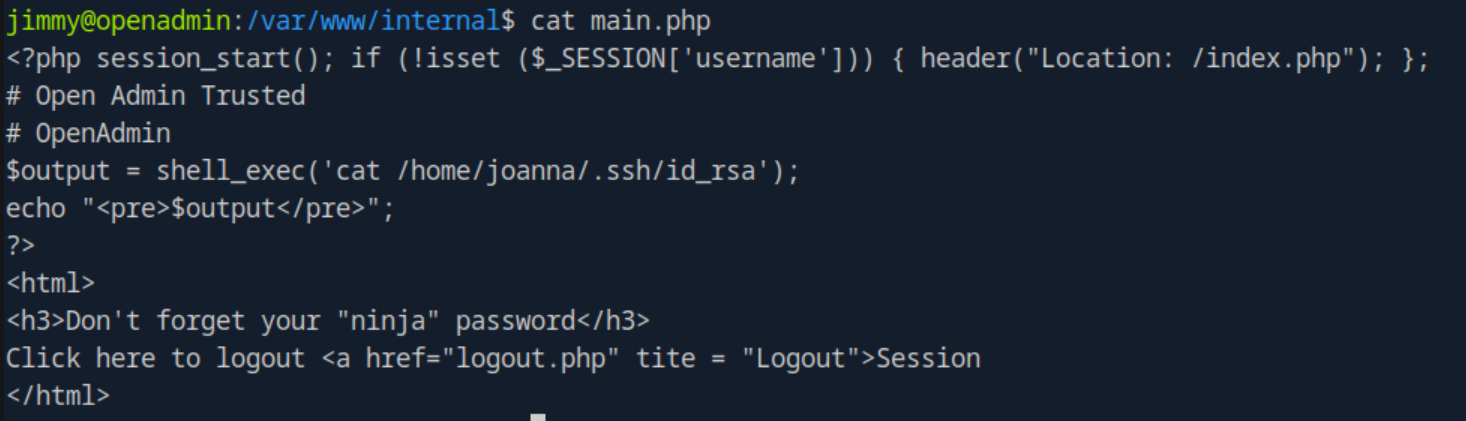 jimmy@openadmin:/var/www/internal$ cat main.php
<?php session_start(); if (!isset ($_SESSION['username'])) { header("Location: /index.php"); };
# Open Admin Trusted
# OpenAdmin
$output = shell_exec('cat /home/joanna/.ssh/id_rsa');
echo "<pre>$output</pre>";
?>
<html>
<h3>Don't forget your "ninja" password</h3>
Click here to logout <a href="logout.php" tite = "Logout">Session
</html>